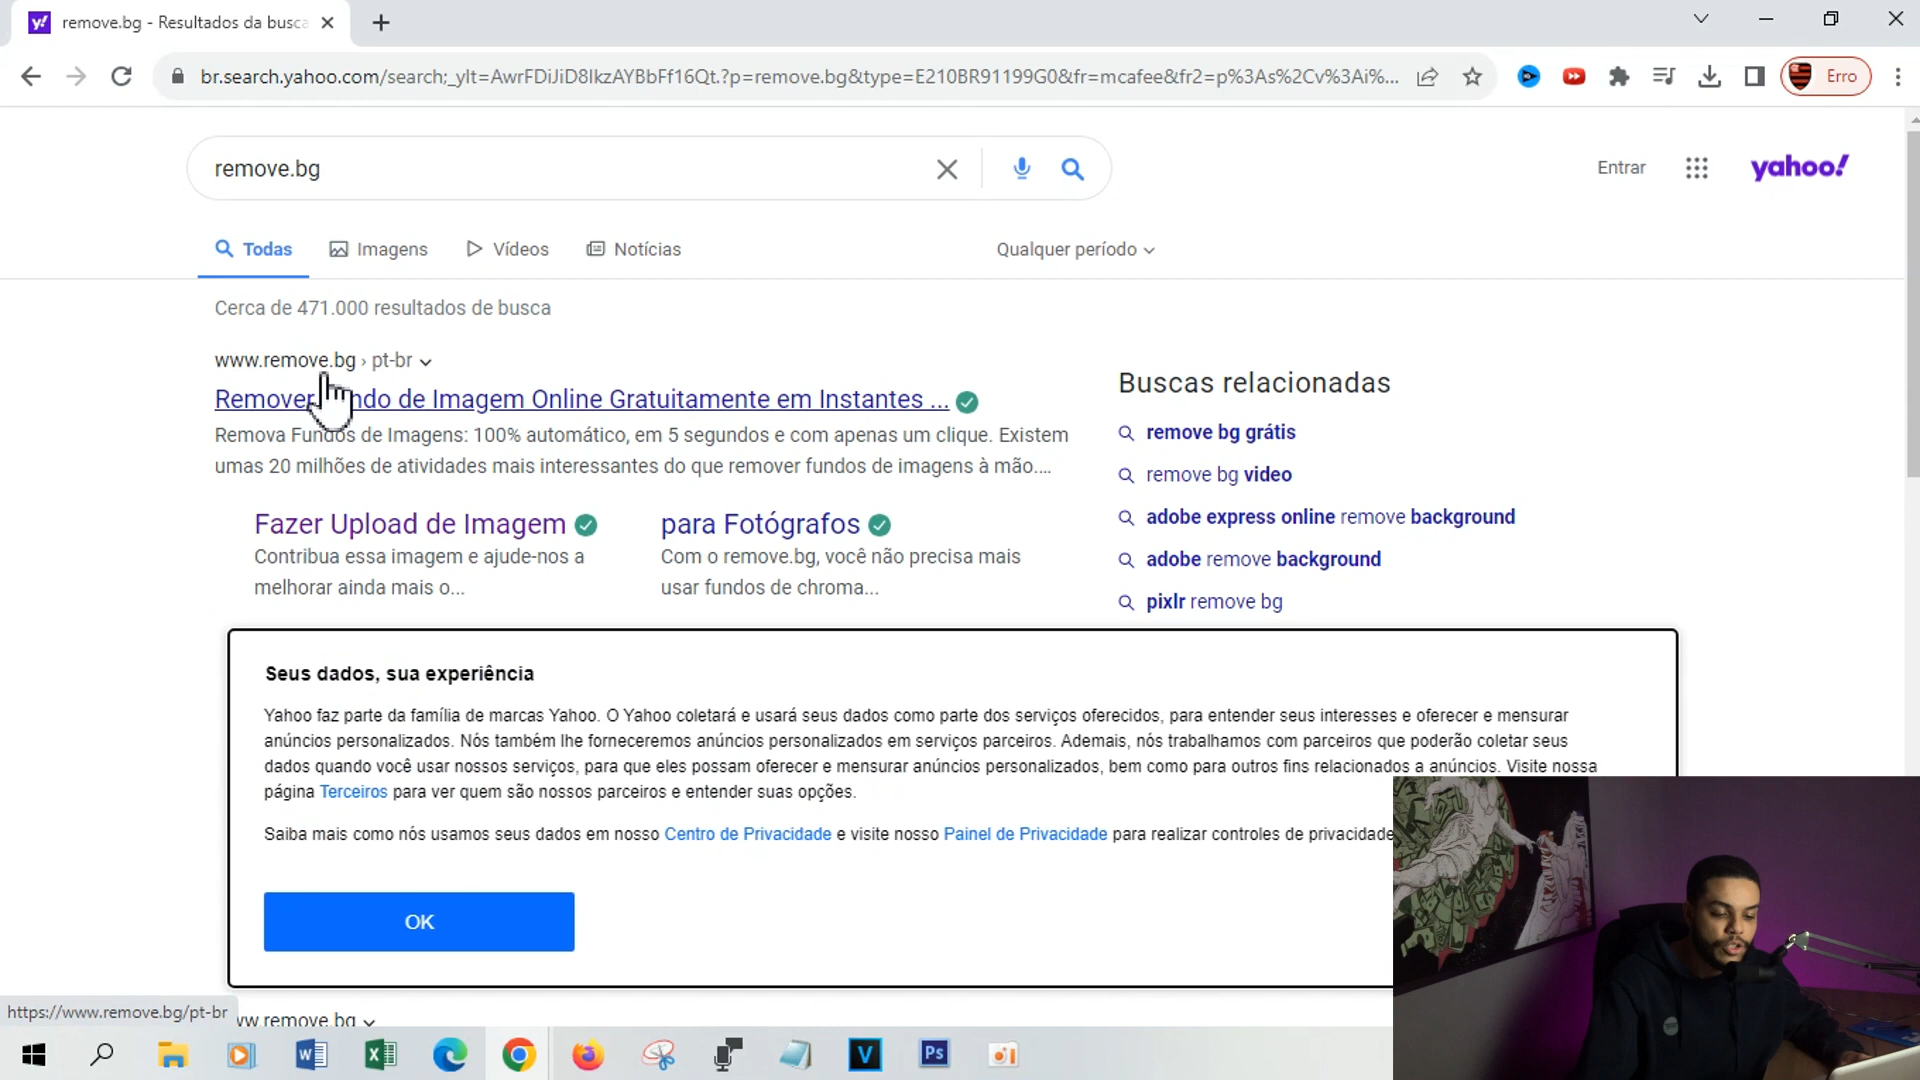 remove.bg - Resultados da busca
br.search.yahoo.com/search;_ylt=AwrFDiJiD8IkzAYBbFf16Qt.?p=remove.bg&type=E210BR91199G0&fr=mcafee&fr2=p%3As%2Cv%3Ai%...
Erro
remove.bg
Entrar
yahoo!
Todas
Imagens
Vídeos
Notícias
Qualquer período
Cerca de 471.000 resultados de busca
www.remove.bg › pt-br
Remover Fundo de Imagem Online Gratuitamente em Instantes ...
Remova Fundos de Imagens: 100% automático, em 5 segundos e com apenas um clique. Existem
umas 20 milhões de atividades mais interessantes do que remover fundos de imagens à mão....
Fazer Upload de Imagem
Contribua essa imagem e ajude-nos a
melhorar ainda mais o...
para Fotógrafos
Com o remove.bg, você não precisa mais
usar fundos de chroma...
Buscas relacionadas
remove bg grátis
remove bg video
adobe express online remove background
adobe remove background
pixlr remove bg
Seus dados, sua experiência
Yahoo faz parte da família de marcas Yahoo. O Yahoo coletará e usará seus dados como parte dos serviços oferecidos, para entender seus interesses e oferecer e mensurar
anúncios personalizados. Nós também lhe forneceremos anúncios personalizados em serviços parceiros. Ademais, nós trabalhamos com parceiros que poderão coletar seus
dados quando você usar nossos serviços, para que eles possam oferecer e mensurar anúncios personalizados, bem como para outros fins relacionados a anúncios. Visite nossa
página Terceiros para ver quem são nossos parceiros e entender suas opções.
Saiba mais como nós usamos seus dados em nosso Centro de Privacidade e visite nosso Painel de Privacidade para realizar controles de privacidade
OK
https://www.remove.bg/pt-br
ww.remove.bg